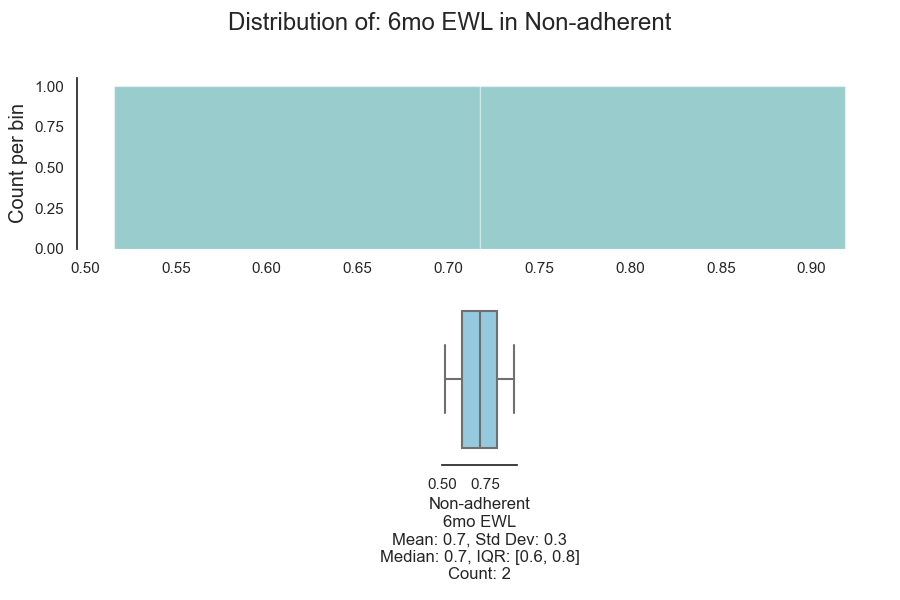 Distribution of: 6mo EWL in Non-adherent
Count per bin
1.00
0.75
0.50
0.25
0.00
0.50 0.55 0.60 0.65 0.70 0.75 0.80 0.85 0.90
0.50 0.75
Non-adherent
6mo EWL
Mean: 0.7, Std Dev: 0.3
Median: 0.7, IQR: [0.6, 0.8]
Count: 2